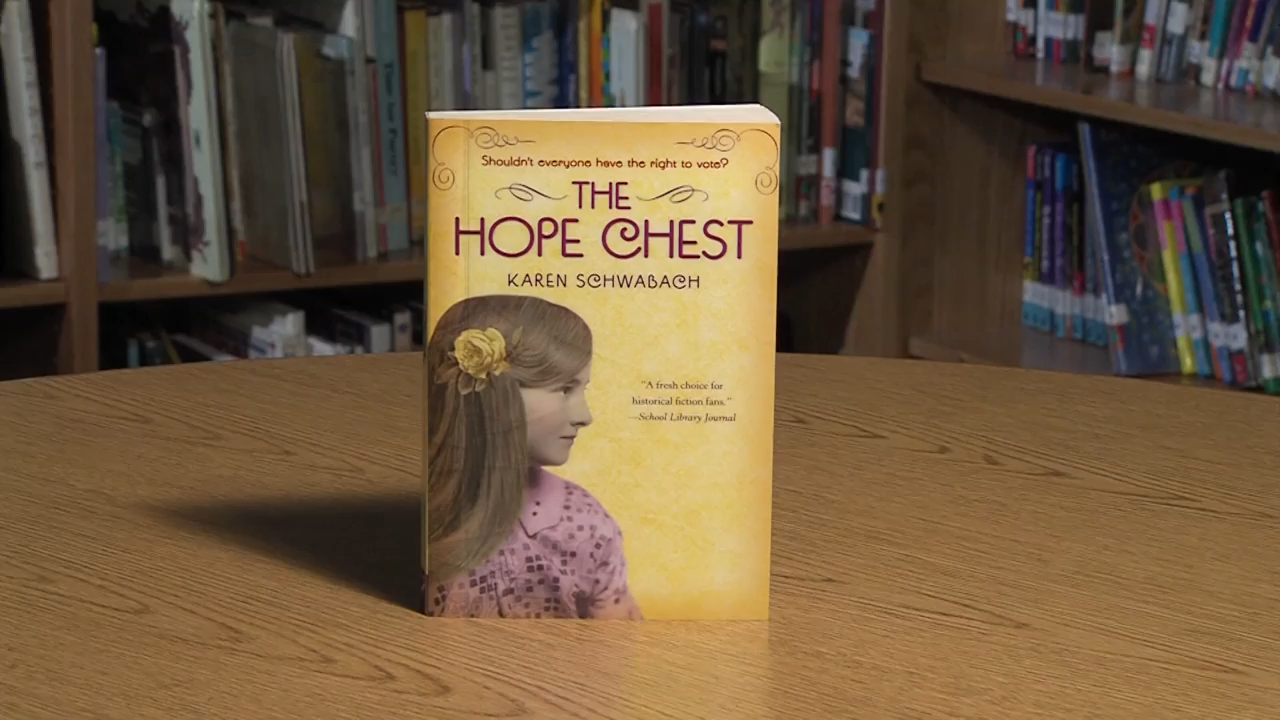 Shouldn't everyone have the right to vote?
THE
HOPE CHEST
KAREN SCHWABACH
"A fresh choice for
historical fiction fans."
—School Library Journal